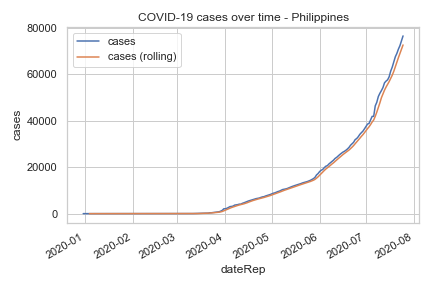 COVID-19 cases over time - Philippines
cases
cases (rolling)
80000
60000
40000
20000
0
cases
2020-01
2020-02
2020-03
2020-04
2020-05
2020-06
2020-07
2020-08
dateRep